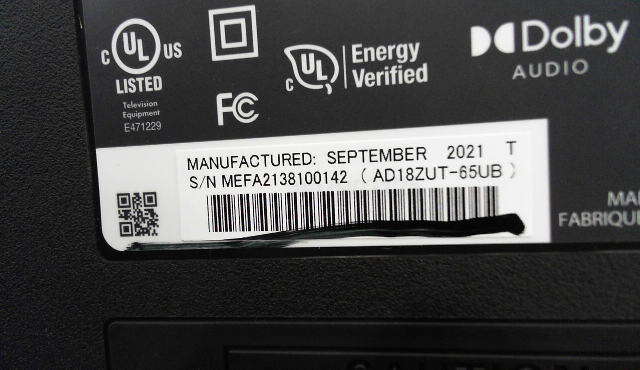 c UL US
LISTED
Television
Equipment
E471229
FC
c UL
Energy
Verified
Dolby
AUDIO
MANUFACTURED: SEPTEMBER 2021 T
S/N MEFA2138100142 ( AD18ZUT-65UB )
FABRIQUE